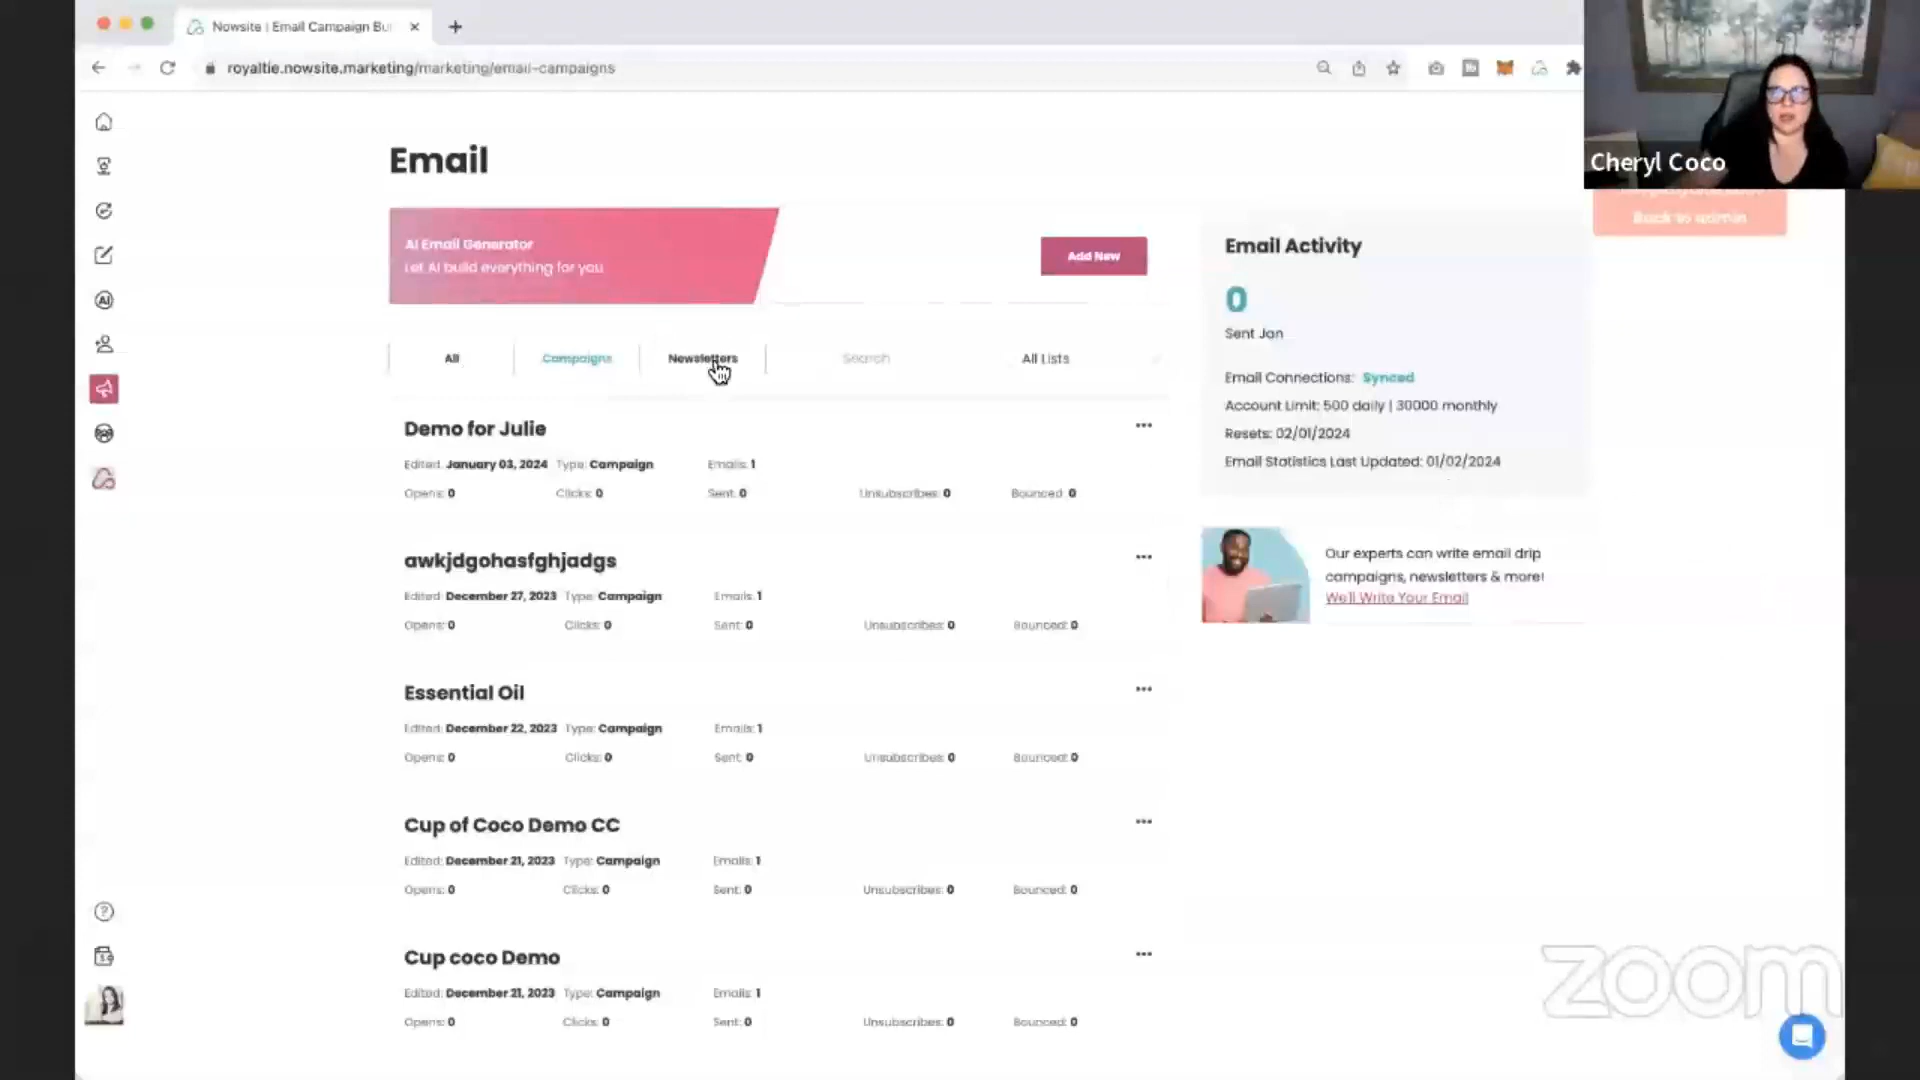 Nowsite | Email Campaign Bui
royaltie.nowsite.marketing/marketing/email-campaigns
Cheryl Coco
Back to admin
Email
AI Email Generator
Let AI build everything for you
Add New
All
Campaigns
Newsletters
Search
All Lists
Demo for Julie
Edited: January 03, 2024 Type: Campaign Emails: 1
Opens: 0 Clicks: 0 Sent: 0 Unsubscribes: 0 Bounced: 0
awkjdgohasfghjadgs
Edited: December 27, 2023 Type: Campaign Emails: 1
Opens: 0 Clicks: 0 Sent: 0 Unsubscribes: 0 Bounced: 0
Essential Oil
Edited: December 22, 2023 Type: Campaign Emails: 1
Opens: 0 Clicks: 0 Sent: 0 Unsubscribes: 0 Bounced: 0
Cup of Coco Demo CC
Edited: December 21, 2023 Type: Campaign Emails: 1
Opens: 0 Clicks: 0 Sent: 0 Unsubscribes: 0 Bounced: 0
Cup coco Demo
Edited: December 21, 2023 Type: Campaign Emails: 1
Opens: 0 Clicks: 0 Sent: 0 Unsubscribes: 0 Bounced: 0
Email Activity
0
Sent Jan
Email Connections: Synced
Account Limit: 500 daily | 30000 monthly
Resets: 02/01/2024
Email Statistics Last Updated: 01/02/2024
Our experts can write email drip
campaigns, newsletters & more!
We'll Write Your Email
zoom